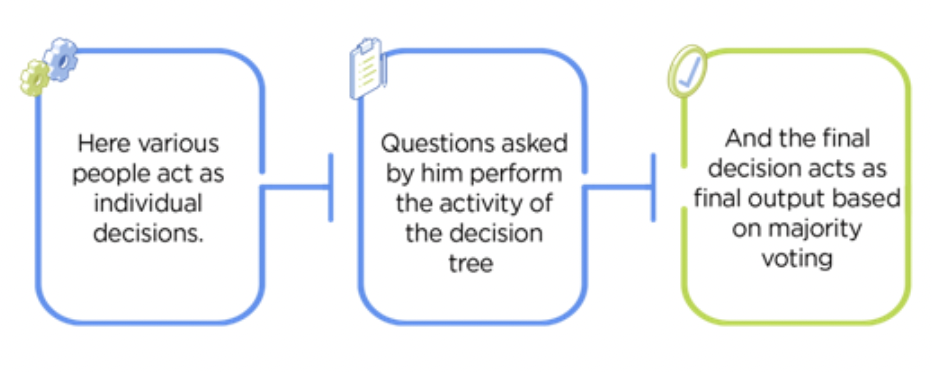 Here various
people act as
individual
decisions.
Questions asked
by him perform
the activity of
the decision
tree
And the final
decision acts as
final output based
on majority
voting